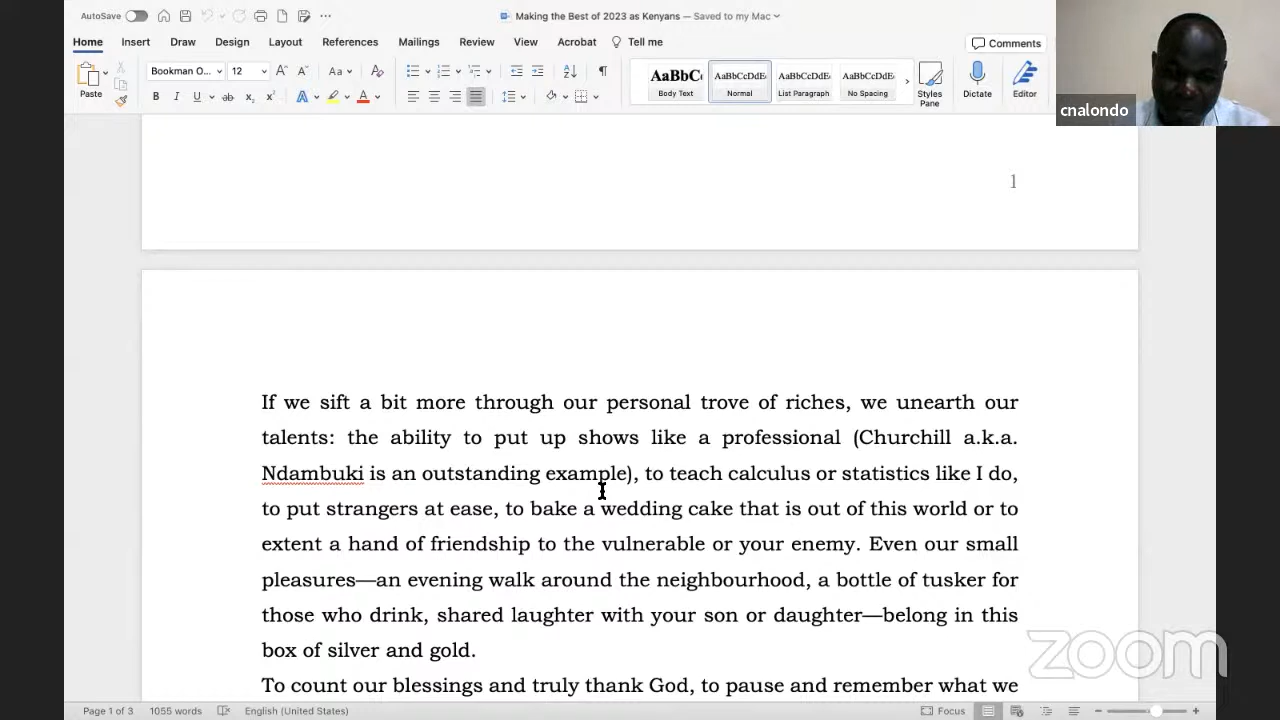 AutoSave
Making the Best of 2023 as Kenyans — Saved to my Mac
Home Insert Draw Design Layout References Mailings Review View Acrobat Tell me
Comments
Paste
Bookman O... 12
AaBbC AaBbCcDdE AaBbCcDdE AaBbCcDdE
Body Text Normal List Paragraph No Spacing
Styles Pane
Dictate
Editor
cnalondo
1
If we sift a bit more through our personal trove of riches, we unearth our
talents: the ability to put up shows like a professional (Churchill a.k.a.
Ndambuki is an outstanding example), to teach calculus or statistics like I do,
to put strangers at ease, to bake a wedding cake that is out of this world or to
extent a hand of friendship to the vulnerable or your enemy. Even our small
pleasures—an evening walk around the neighbourhood, a bottle of tusker for
those who drink, shared laughter with your son or daughter—belong in this
box of silver and gold.
To count our blessings and truly thank God, to pause and remember what we
zoom
Page 1 of 3 1055 words English (United States) Focus